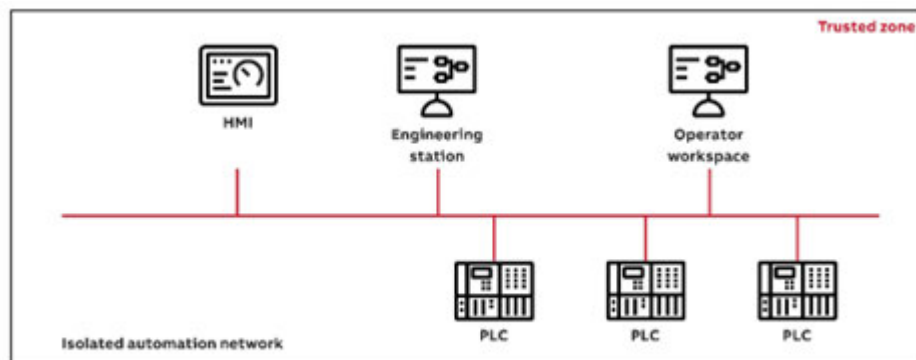 Trusted zone
HMI
Engineering
station
Operator
workspace
PLC
PLC
PLC
Isolated automation network